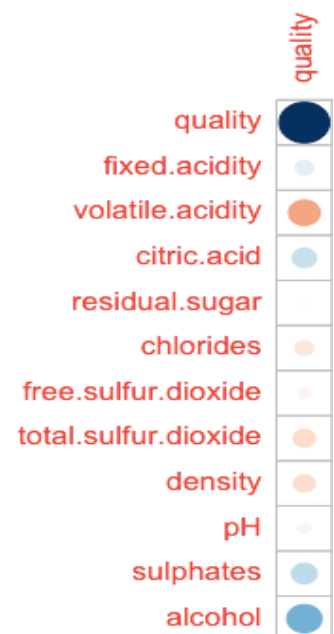 quality
quality
fixed.acidity
volatile.acidity
citric.acid
residual.sugar
chlorides
free.sulfur.dioxide
total.sulfur.dioxide
density
pH
sulphates
alcohol